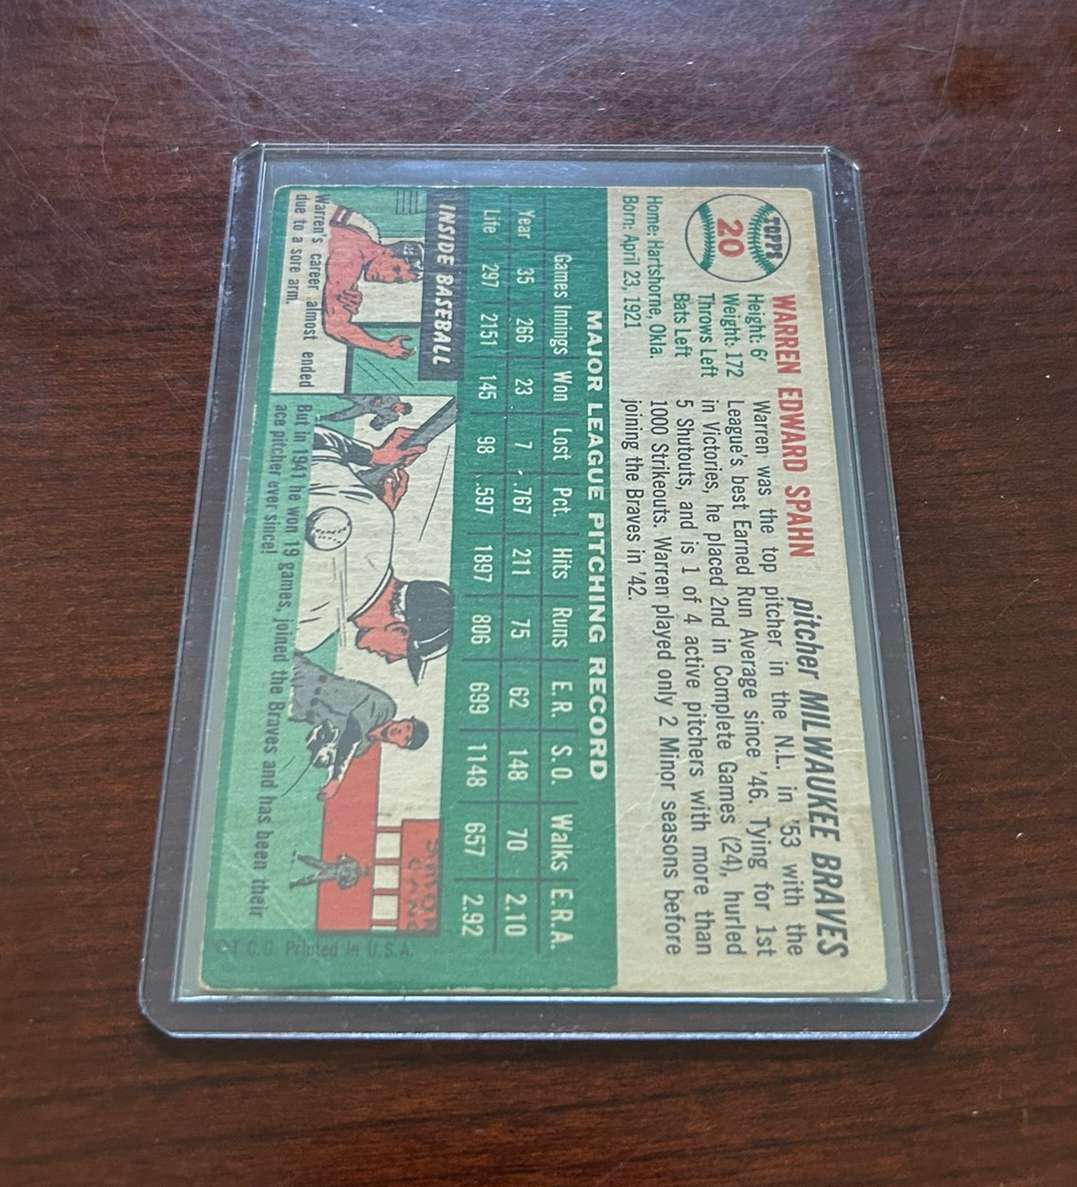 TOPPS
20
WARREN EDWARD SPAHN pitcher MILWAUKEE BRAVES
Height: 6'
Weight: 172
Throws Left
Bats Left
Home: Hartshorne, Okla.
Born: April 23, 1921
Warren was the top pitcher in the N.L. in '53 with the
League's best Earned Run Average since '46. Tying for 1st
in Victories, he placed 2nd in Complete Games (24), hurled
5 Shutouts, and is 1 of 4 active pitchers with more than
1000 Strikeouts. Warren played only 2 Minor seasons before
joining the Braves in '42.
MAJOR LEAGUE PITCHING RECORD
Games Innings Won Lost Pct. Hits Runs E.R. S.O. Walks E.R.A.
Year 35 266 23 7 .767 211 75 62 148 70 2.10
Life 297 2151 145 98 .597 1897 806 699 1148 657 2.92
INSIDE BASEBALL
Warren's career almost ended
due to a sore arm.
But in 1941 he won 19 games, joined the Braves and has been their
ace pitcher ever since!
©T.C.G. Printed in U.S.A.